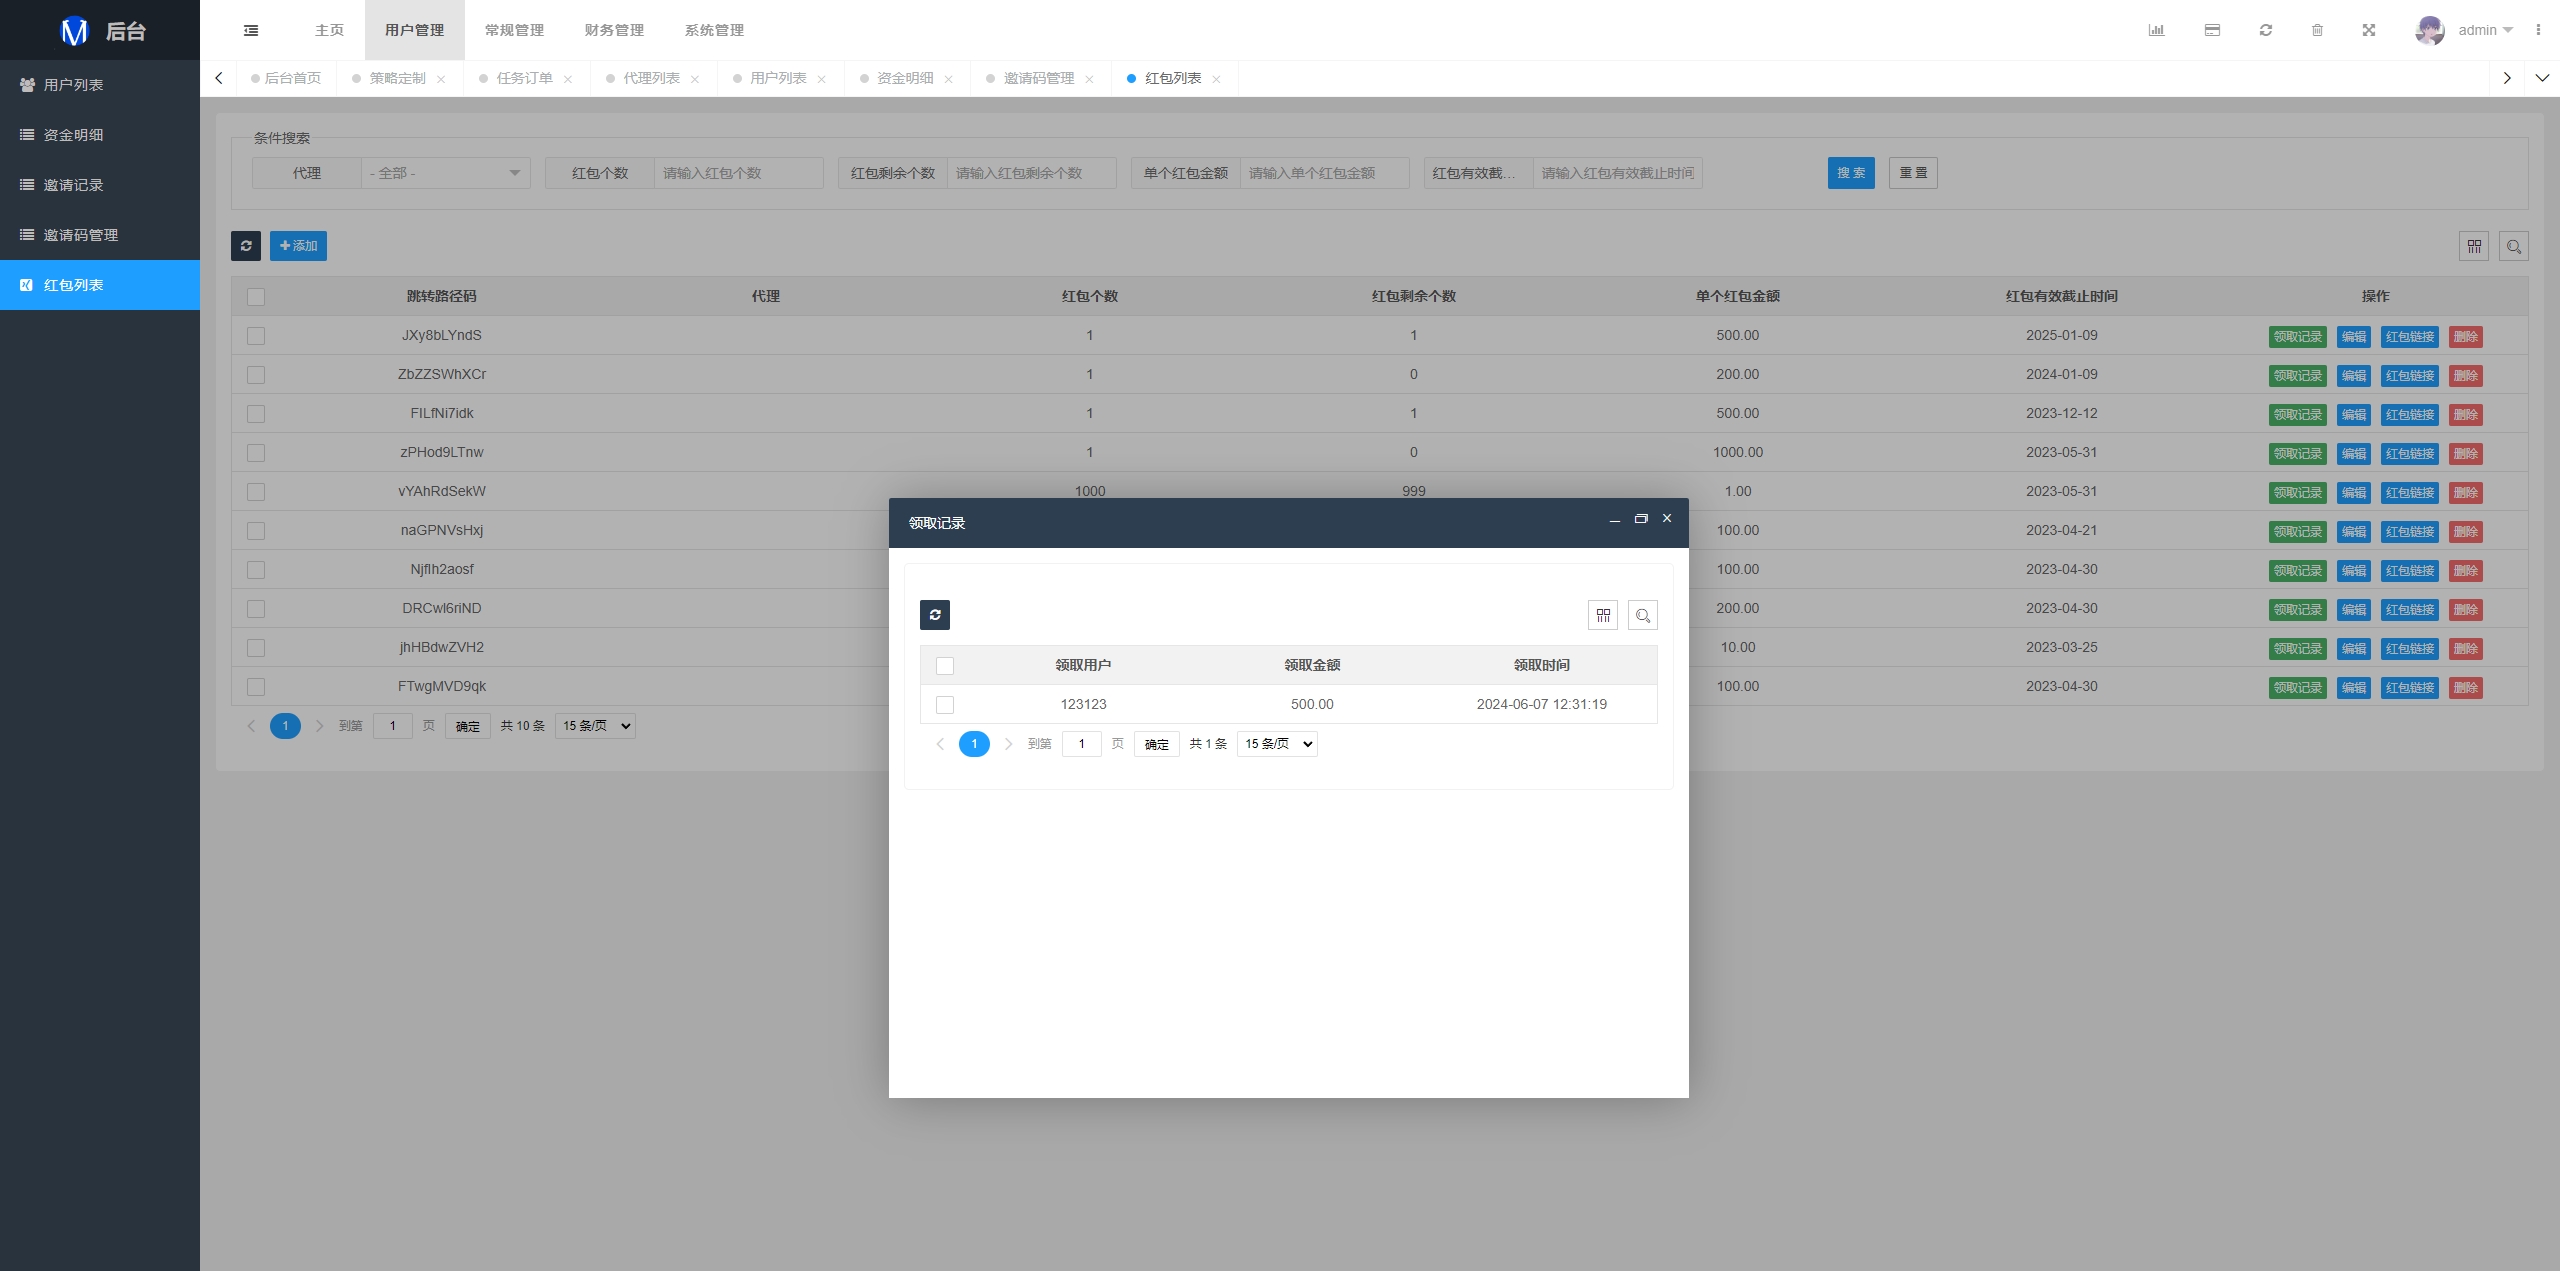 后台
主页 用户管理 常规管理 财务管理 系统管理 admin
后台首页 策略定制 任务订单 代理列表 用户列表 资金明细 邀请码管理 红包列表
用户列表
资金明细
邀请记录
邀请码管理
红包列表
条件搜索
代理 - 全部 - 红包个数 请输入红包个数 红包剩余个数 请输入红包剩余个数 单个红包金额 请输入单个红包金额 红包有效截... 请输入红包有效截止时间 搜 索 重 置
添加
跳转路径码 代理 红包个数 红包剩余个数 单个红包金额 红包有效截止时间 操作
JXy8bLYndS 1 1 500.00 2025-01-09 领取记录 编辑 红包链接 删除
ZbZZSWhXCr 1 0 200.00 2024-01-09 领取记录 编辑 红包链接 删除
FILfNi7idk 1 1 500.00 2023-12-12 领取记录 编辑 红包链接 删除
zPHod9LTnw 1 0 1000.00 2023-05-31 领取记录 编辑 红包链接 删除
vYAhRdSekW 1000 999 1.00 2023-05-31 领取记录 编辑 红包链接 删除
naGPNVsHxj 100.00 2023-04-21 领取记录 编辑 红包链接 删除
Njflh2aosf 100.00 2023-04-30 领取记录 编辑 红包链接 删除
DRCwl6riND 200.00 2023-04-30 领取记录 编辑 红包链接 删除
jhHBdwZVH2 10.00 2023-03-25 领取记录 编辑 红包链接 删除
FTwgMVD9qk 100.00 2023-04-30 领取记录 编辑 红包链接 删除
1 到第 1 页 确定 共 10 条 15 条/页
领取记录
领取用户 领取金额 领取时间
123123 500.00 2024-06-07 12:31:19
1 到第 1 页 确定 共 1 条 15 条/页